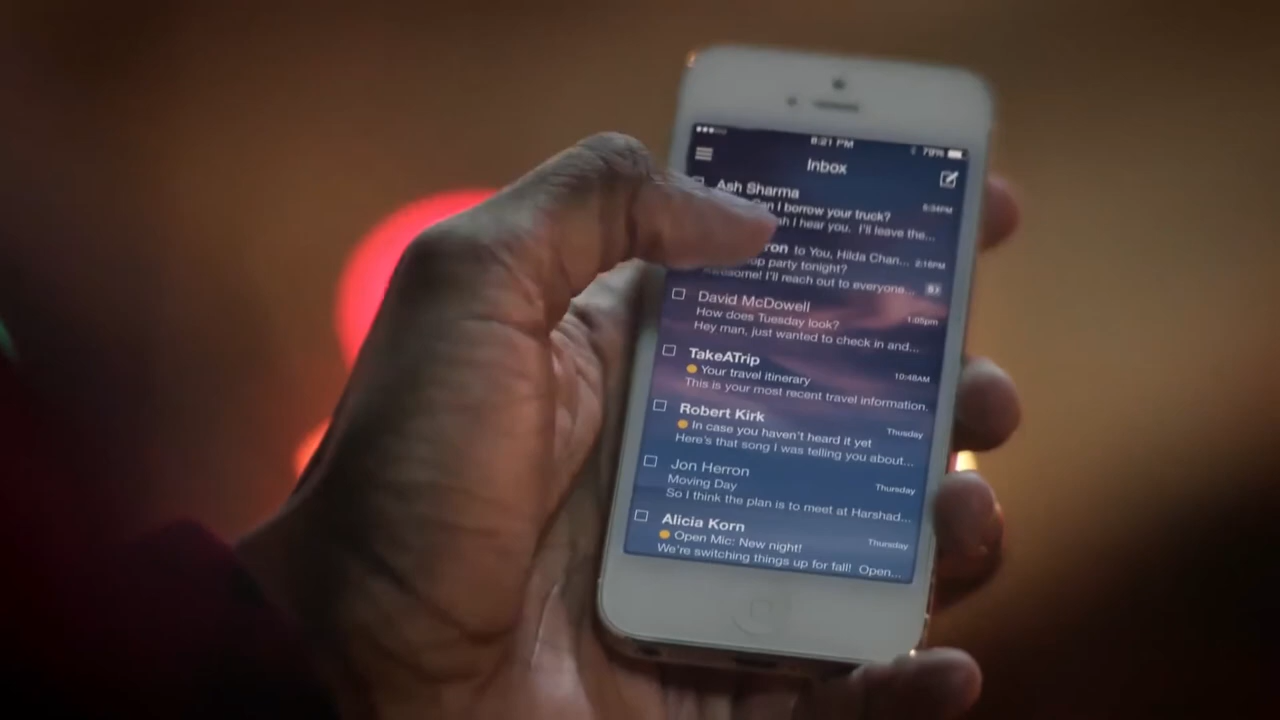 8:21 PM 79%
Inbox
Ash Sharma
Can I borrow your truck? 5:34PM
I hear you. I'll leave the...
to You, Hilda Chan... 2:16PM
party tonight?
I'll reach out to everyone...
David McDowell
How does Tuesday look? 1:05pm
Hey man, just wanted to check in and...
TakeATrip
Your travel itinerary 10:48AM
This is your most recent travel information.
Robert Kirk
In case you haven't heard it yet Thusday
Here's that song I was telling you about...
Jon Herron
Moving Day Thursday
So I think the plan is to meet at Harshad...
Alicia Korn
Open Mic: New night! Thursday
We're switching things up for fall! Open...